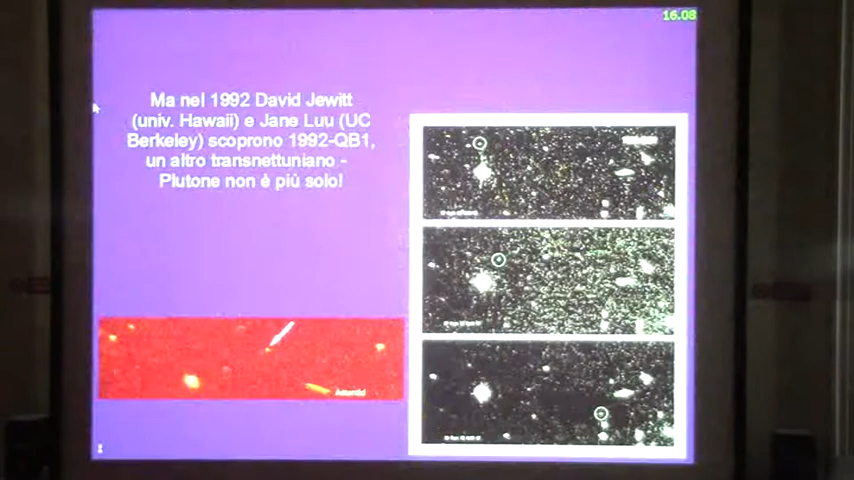 16.08
Ma nel 1992 David Jewitt
(univ. Hawaii) e Jane Luu (UC
Berkeley) scoprono 1992-QB1,
un altro transnettuniano -
Plutone non è più solo!
Asteroid